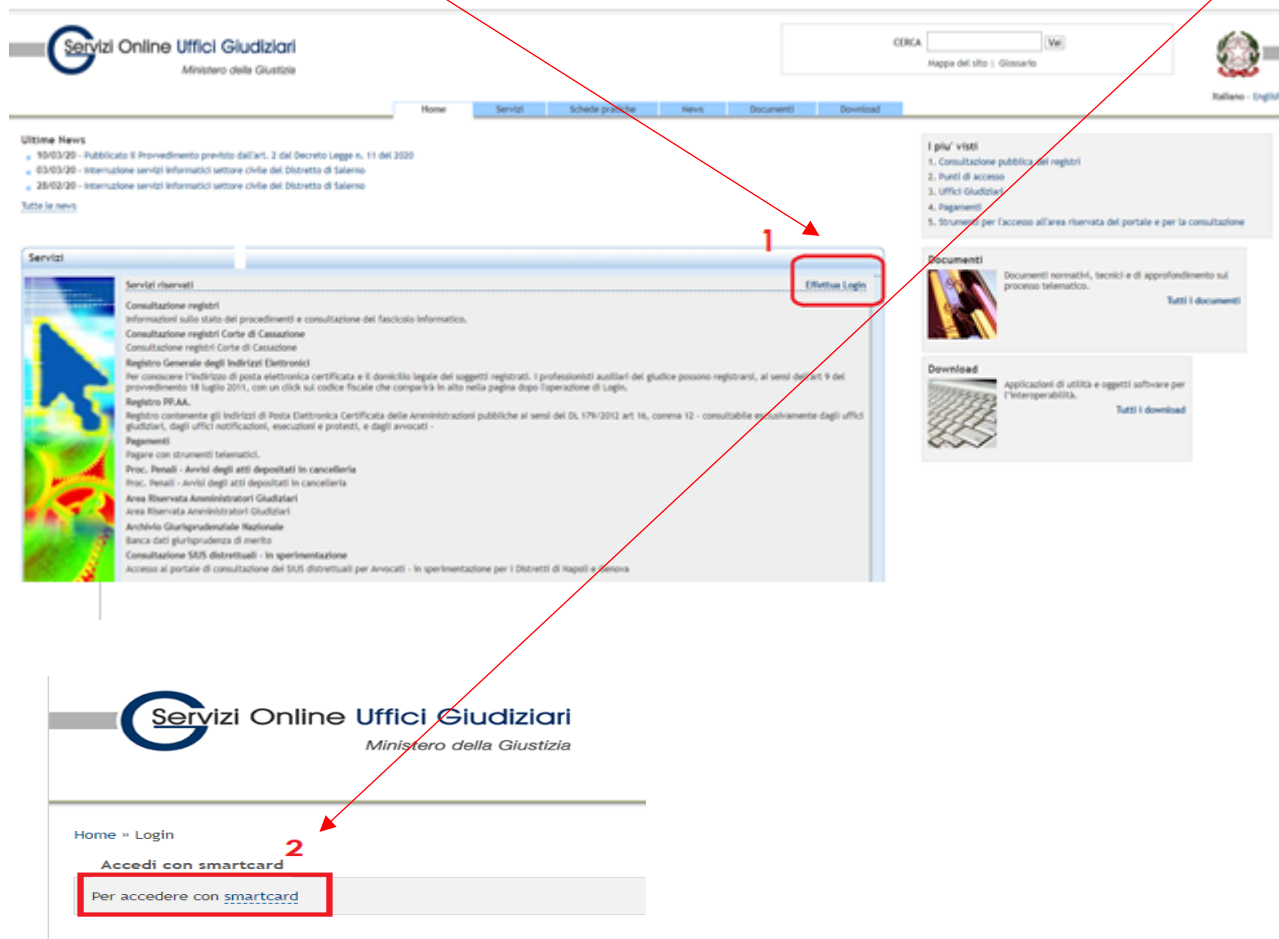 Servizi Online Uffici Giudiziari
Ministero della Giustizia
CERCA Vai
Mappa del sito | Glossario
Italiano - English
Home Servizi Schede pratiche News Documenti Download
Ultime News
10/03/20 - Pubblicato il Provvedimento previsto dall'art. 2 dal Decreto Legge n. 11 del 2020
03/03/20 - Interruzione servizi informatici settore civile del Distretto di Salerno
28/02/20 - Interruzione servizi informatici settore civile del Distretto di Salerno
Tutte le news
I piu' visti
1. Consultazione pubblica dei registri
2. Punti di accesso
3. Uffici Giudiziari
4. Pagamenti
5. Strumenti per l'accesso all'area riservata del portale e per la consultazione
1
Servizi
Servizi riservati
Effettua Login
Consultazione registri
Informazioni sullo stato dei procedimenti e consultazione del fascicolo informatico.
Consultazione registri Corte di Cassazione
Consultazione registri Corte di Cassazione
Registro Generale degli Indirizzi Elettronici
Per conoscere l'indirizzo di posta elettronica certificata e il domicilio legale dei soggetti registrati. I professionisti ausiliari del giudice possono registrarsi, ai sensi dell'art 9 del
provvedimento 18 luglio 2011, con un click sul codice fiscale che comparirà in alto nella pagina dopo l'operazione di Login.
Registro PP.AA.
Registro contenente gli indirizzi di Posta Elettronica Certificata delle Amministrazioni pubbliche ai sensi del DL 179/2012 art 16, comma 12 - consultabile esclusivamente dagli uffici
giudiziari, dagli uffici notificazioni, esecuzioni e protesti, e dagli avvocati -
Pagamenti
Pagare con strumenti telematici.
Proc. Penali - Avvisi degli atti depositati in cancelleria
Proc. Penali - Avvisi degli atti depositati in cancelleria
Area Riservata Amministratori Giudiziari
Area Riservata Amministratori Giudiziari
Archivio Giurisprudenziale Nazionale
Banca dati giurisprudenza di merito
Consultazione SIUS distrettuali - in sperimentazione
Accesso al portale di consultazione dei SIUS distrettuali per Avvocati - in sperimentazione per i Distretti di Napoli e Genova
Documenti
Documenti normativi, tecnici e di approfondimento sul
processo telematico.
Tutti i documenti
Download
Applicazioni di utilità e oggetti software per
l'interoperabilità.
Tutti i download
Servizi Online Uffici Giudiziari
Ministero della Giustizia
Home » Login
2
Accedi con smartcard
Per accedere con smartcard